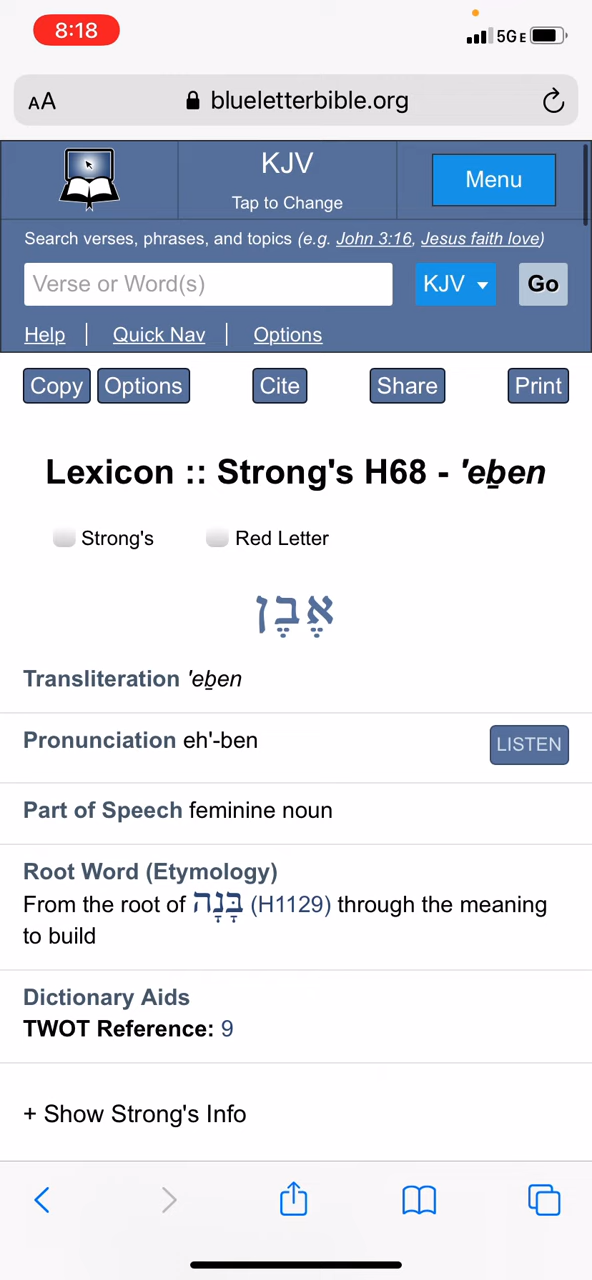 8:18
5GE
AA blueletterbible.org
KJV
Tap to Change
Menu
Search verses, phrases, and topics (e.g. John 3:16, Jesus faith love)
Verse or Word(s) KJV Go
Help | Quick Nav | Options
Copy Options Cite Share Print
Lexicon :: Strong's H68 - 'eḇen
Strong's Red Letter
אֶבֶן
Transliteration 'eḇen
Pronunciation eh'-ben LISTEN
Part of Speech feminine noun
Root Word (Etymology)
From the root of בָּנָה (H1129) through the meaning
to build
Dictionary Aids
TWOT Reference: 9
+ Show Strong's Info